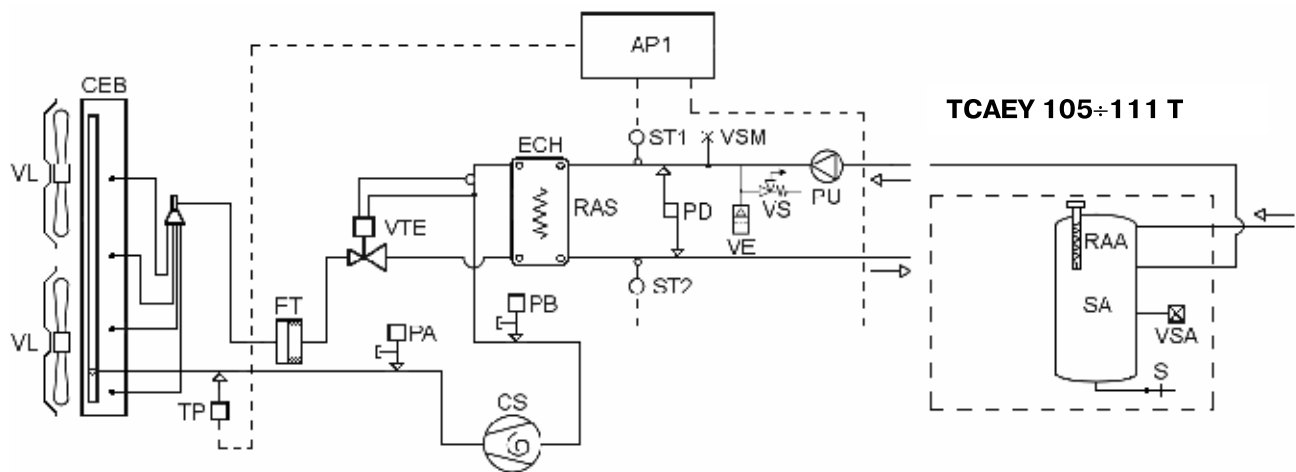 AP1
CEB
TCAEY 105÷111 T
ECH
ST1
VSM
VL
RAS
PD
VS
PU
VTE
VE
RAA
FT
PB
ST2
SA
VL
PA
VSA
S
TP
CS